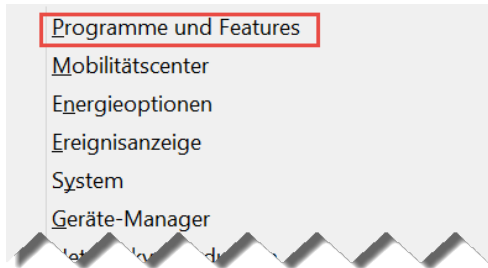 Programme und Features
Mobilitätscenter
Energieoptionen
Ereignisanzeige
System
Geräte-Manager